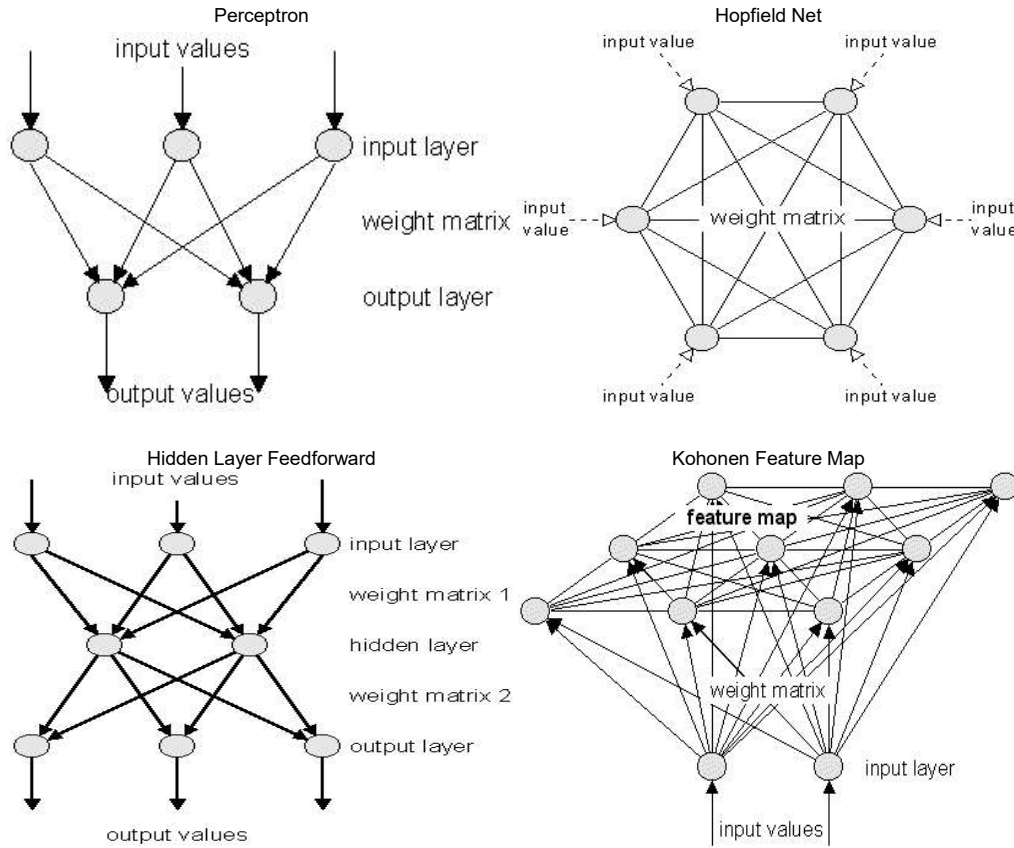 Perceptron
input values
input layer
weight matrix
output layer
output values
Hopfield Net
input value
input value
input
value
weight matrix
input
value
input value
input value
Hidden Layer Feedforward
input values
input layer
weight matrix 1
hidden layer
weight matrix 2
output layer
output values
Kohonen Feature Map
feature map
weight matrix
input layer
input values